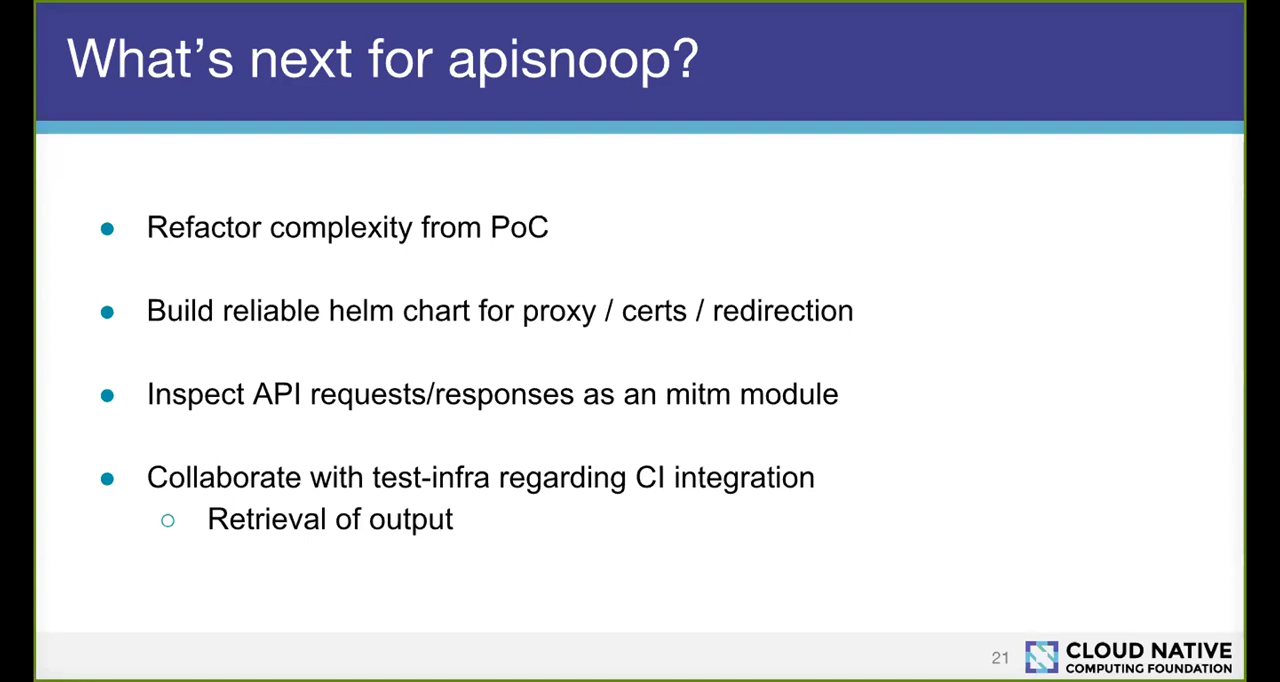 What's next for apisnoop?
● Refactor complexity from PoC
● Build reliable helm chart for proxy / certs / redirection
● Inspect API requests/responses as an mitm module
● Collaborate with test-infra regarding CI integration
○ Retrieval of output
21
CLOUD NATIVE
COMPUTING FOUNDATION